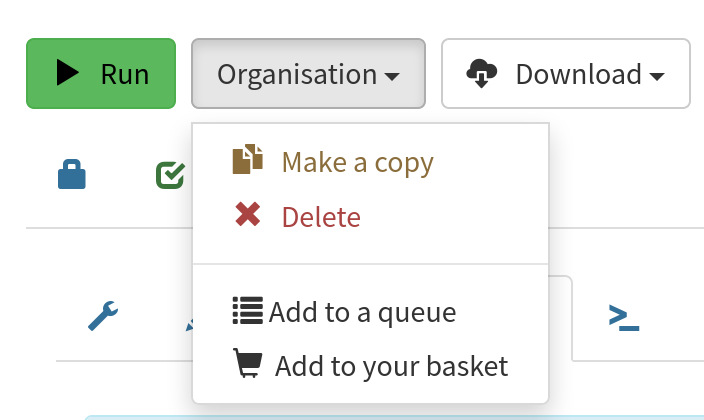 Run
Organisation
Download
Make a copy
Delete
Add to a queue
Add to your basket